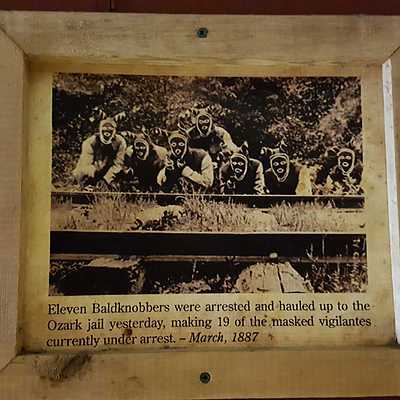 Eleven Baldknobbers were arrested and hauled up to the
Ozark jail yesterday, making 19 of the masked vigilantes
currently under arrest. – March, 1887